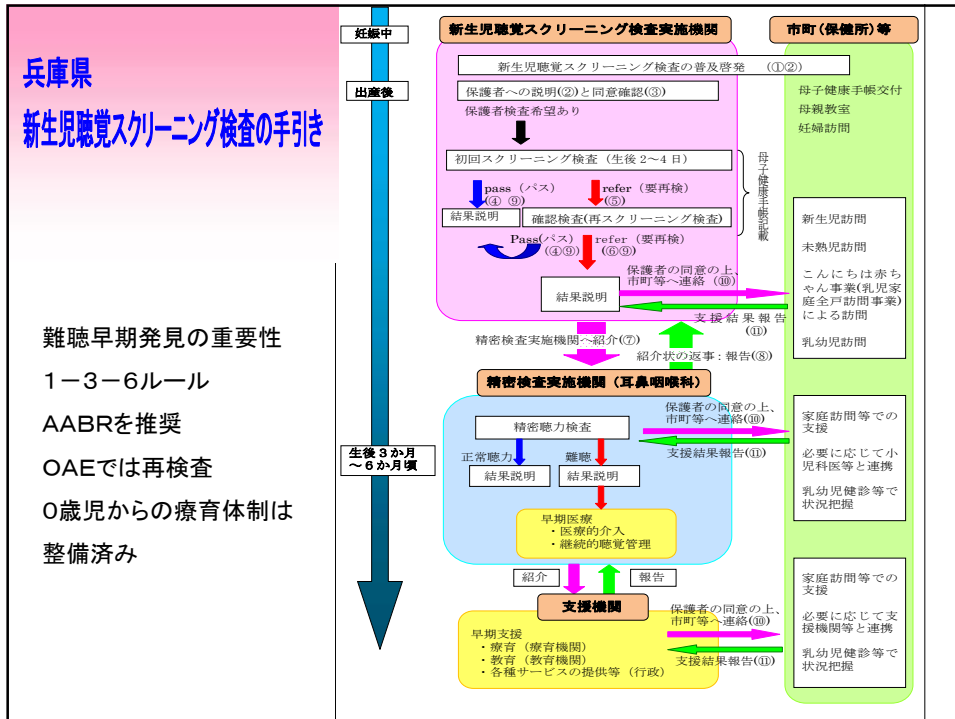 兵庫県
新生児聴覚スクリーニング検査の手引き
難聴早期発見の重要性
1-3-6ルール
AABRを推奨
OAEでは再検査
0歳児からの療育体制は
整備済み
妊娠中
出産後
生後3か月
~6か月頃
新生児聴覚スクリーニング検査実施機関
新生児聴覚スクリーニング検査の普及啓発 (①②)
保護者への説明(②)と同意確認(③)
保護者検査希望あり
初回スクリーニング検査(生後2~4日)
pass(パス)
(④ ⑨)
refer(要再検)
(⑤)
結果説明
確認検査(再スクリーニング検査)
母子健康手帳記載
Pass(パス)
(④⑨)
refer(要再検)
(⑥⑨)
結果説明
保護者の同意の上、
市町等へ連絡(⑩)
支援結果報告
(⑪)
精密検査実施機関へ紹介(⑦)
紹介状の返事:報告(⑧)
精密検査実施機関(耳鼻咽喉科)
精密聴力検査
正常聴力
難聴
結果説明
結果説明
早期医療
・医療的介入
・継続的聴覚管理
保護者の同意の上、
市町等へ連絡(⑩)
支援結果報告(⑪)
紹介
報告
支援機関
早期支援
・療育(療育機関)
・教育(教育機関)
・各種サービスの提供等(行政)
保護者の同意の上、
市町等へ連絡(⑩)
支援結果報告(⑪)
市町(保健所)等
母子健康手帳交付
母親教室
妊婦訪問
新生児訪問
未熟児訪問
こんにちは赤ち
ゃん事業(乳児家
庭全戸訪問事業)
による訪問
乳幼児訪問
家庭訪問等での
支援
必要に応じて小
児科医等と連携
乳幼児健診等で
状況把握
家庭訪問等での
支援
必要に応じて支
援機関等と連携
乳幼児健診等で
状況把握